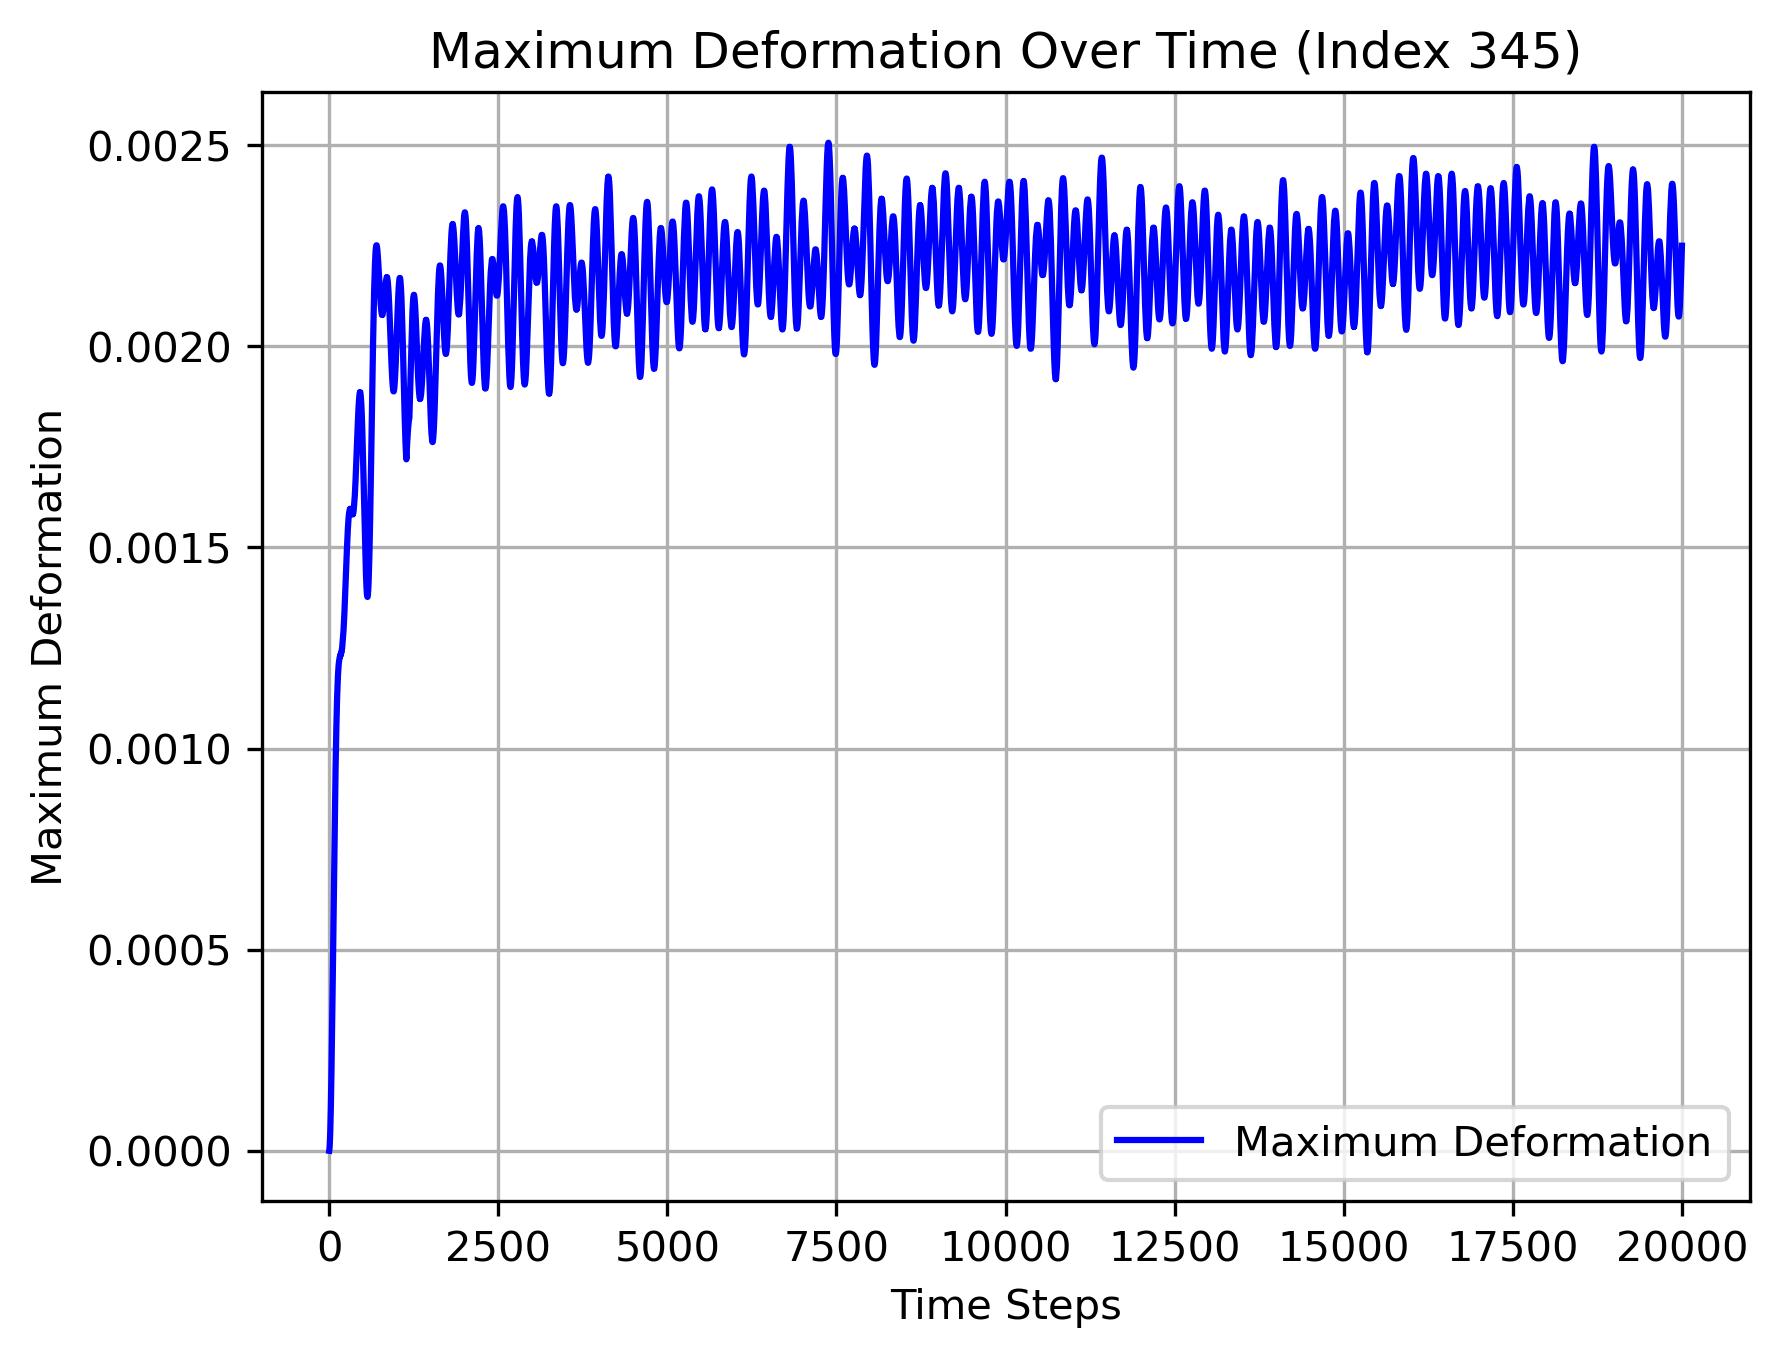 Maximum Deformation Over Time (Index 345)
Maximum Deformation
0.0025
0.0020
0.0015
0.0010
0.0005
0.0000
Maximum Deformation
0 2500 5000 7500 10000 12500 15000 17500 20000
Time Steps